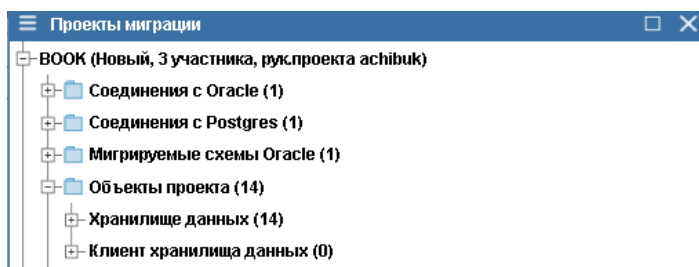 Проекты миграции
BOOK (Новый, 3 участника, рук.проекта achibuk)
Соединения с Oracle (1)
Соединения с Postgres (1)
Мигрируемые схемы Oracle (1)
Объекты проекта (14)
Хранилище данных (14)
Клиент хранилища данных (0)